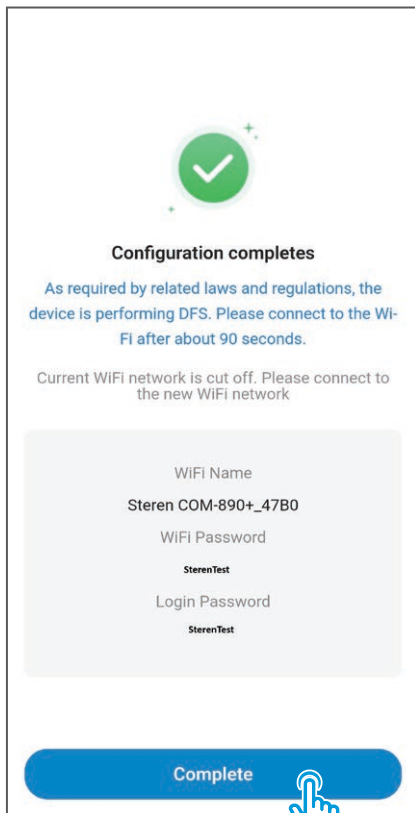 Configuration completes
As required by related laws and regulations, the
device is performing DFS. Please connect to the Wi-
Fi after about 90 seconds.
Current WiFi network is cut off. Please connect to
the new WiFi network
WiFi Name
Steren COM-890+_47B0
WiFi Password
SterenTest
Login Password
SterenTest
Complete